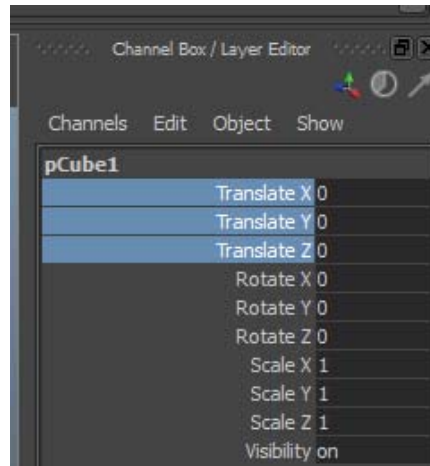 Channel Box / Layer Editor
Channels Edit Object Show
pCube1
Translate X 0
Translate Y 0
Translate Z 0
Rotate X 0
Rotate Y 0
Rotate Z 0
Scale X 1
Scale Y 1
Scale Z 1
Visibility on